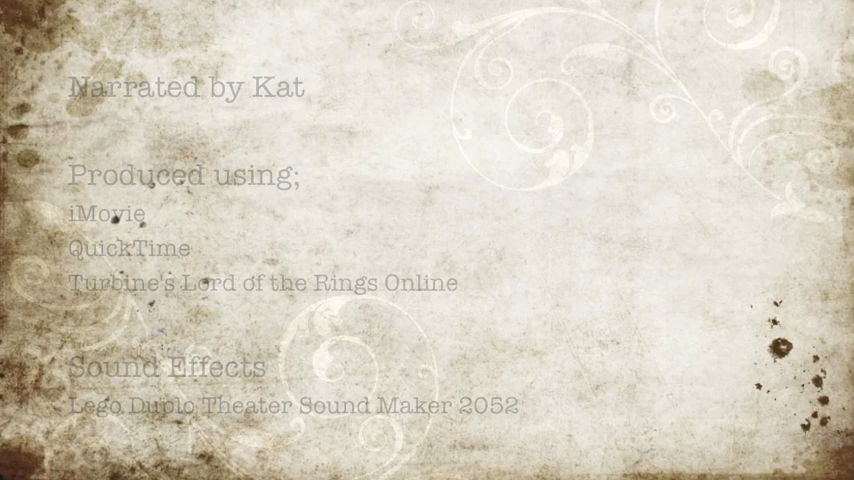 Narrated by Kat
Produced using;
iMovie
QuickTime
Turbine's Lord of the Rings Online
Sound Effects
Lego Duplo Theater Sound Maker 2052